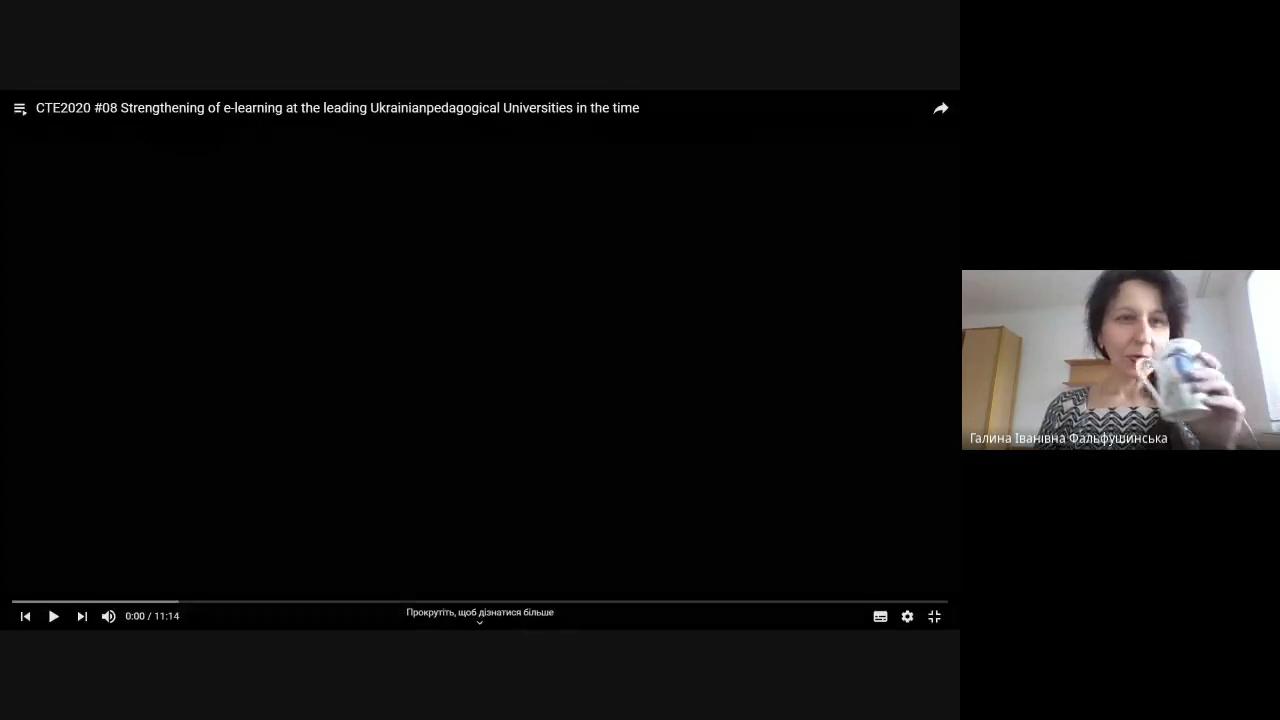 CTE2020 #08 Strengthening of e-learning at the leading Ukrainianpedagogical Universities in the time
Галина Іванівна Фальфушинська
Прокрутіть, щоб дізнатися більше
0:00 / 11:14